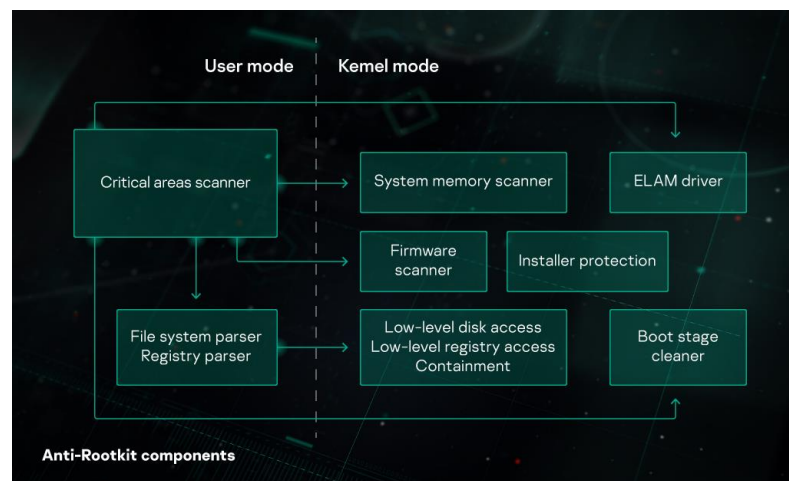 User mode
Kemel mode
Critical areas scanner
System memory scanner
ELAM driver
Firmware
scanner
Installer protection
File system parser
Registry parser
Low-level disk access
Low-level registry access
Containment
Boot stage
cleaner
Anti-Rootkit components